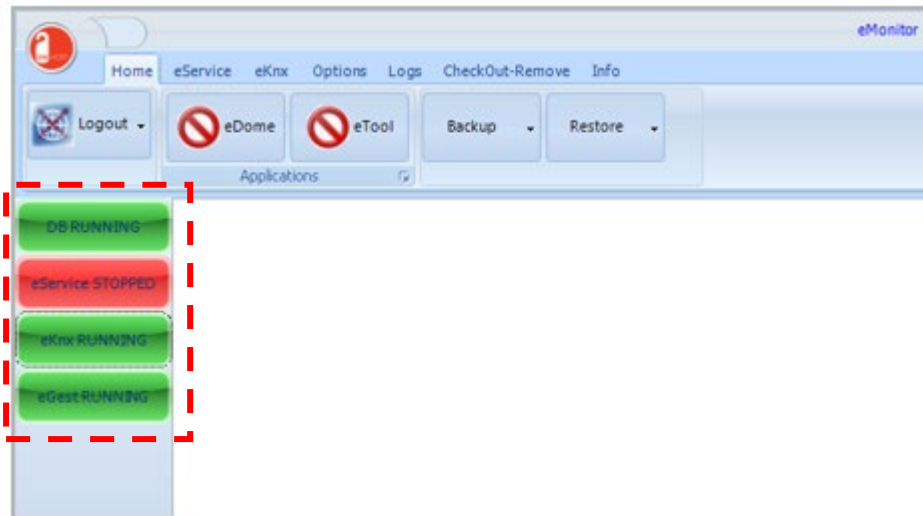 eMonitor
Home eService eKnx Options Logs CheckOut-Remove Info
Logout eDome eTool Backup Restore
Applications
DB RUNNING
eService STOPPED
eKnx RUNNING
eGest RUNNING